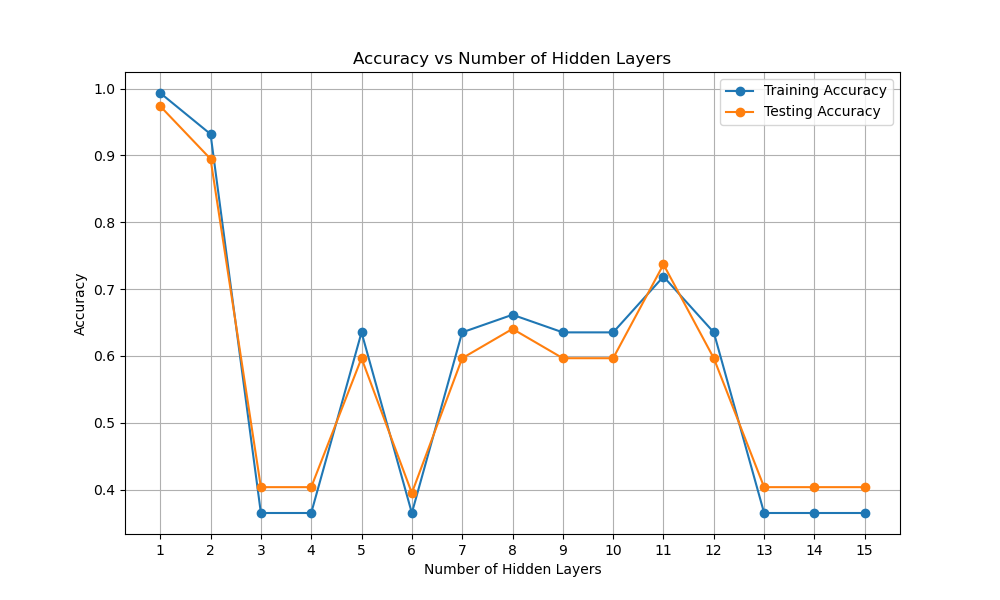 Accuracy vs Number of Hidden Layers
Training Accuracy
Testing Accuracy
Accuracy
1.0
0.9
0.8
0.7
0.6
0.5
0.4
1 2 3 4 5 6 7 8 9 10 11 12 13 14 15
Number of Hidden Layers